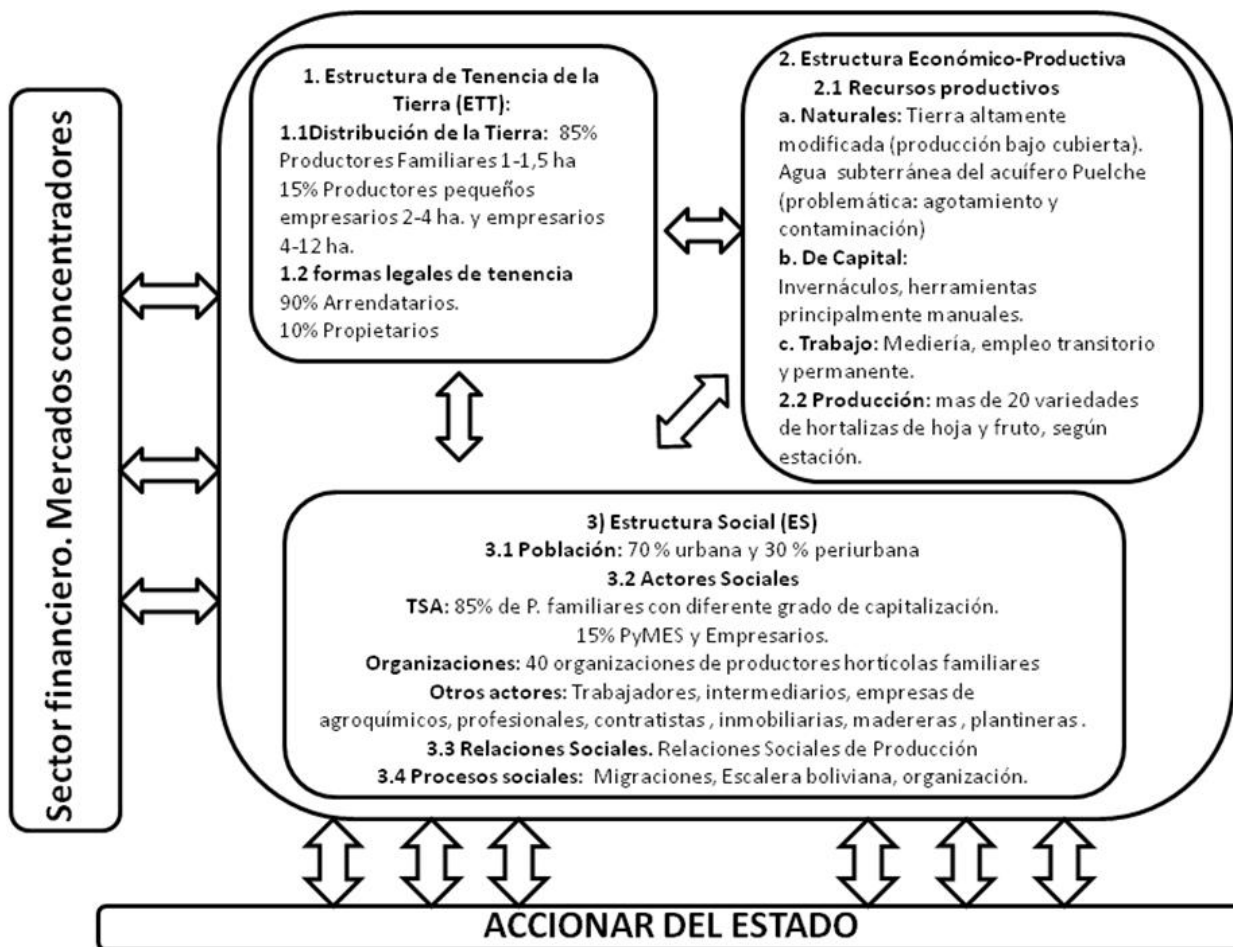 Sector financiero. Mercados concentradores
1. Estructura de Tenencia de la
Tierra (ETT):
1.1Distribución de la Tierra: 85%
Productores Familiares 1-1,5 ha
15% Productores pequeños
empresarios 2-4 ha. y empresarios
4-12 ha.
1.2 formas legales de tenencia
90% Arrendatarios.
10% Propietarios
2. Estructura Económico-Productiva
2.1 Recursos productivos
a. Naturales: Tierra altamente
modificada (producción bajo cubierta).
Agua subterránea del acuífero Puelche
(problemática: agotamiento y
contaminación)
b. De Capital:
Invernáculos, herramientas
principalmente manuales.
c. Trabajo: Mediería, empleo transitorio
y permanente.
2.2 Producción: mas de 20 variedades
de hortalizas de hoja y fruto, según
estación.
3) Estructura Social (ES)
3.1 Población: 70 % urbana y 30 % periurbana
3.2 Actores Sociales
TSA: 85% de P. familiares con diferente grado de capitalización.
15% PyMES y Empresarios.
Organizaciones: 40 organizaciones de productores hortícolas familiares
Otros actores: Trabajadores, intermediarios, empresas de
agroquímicos, profesionales, contratistas , inmobiliarias, madereras , plantineras .
3.3 Relaciones Sociales. Relaciones Sociales de Producción
3.4 Procesos sociales: Migraciones, Escalera boliviana, organización.
ACCIONAR DEL ESTADO